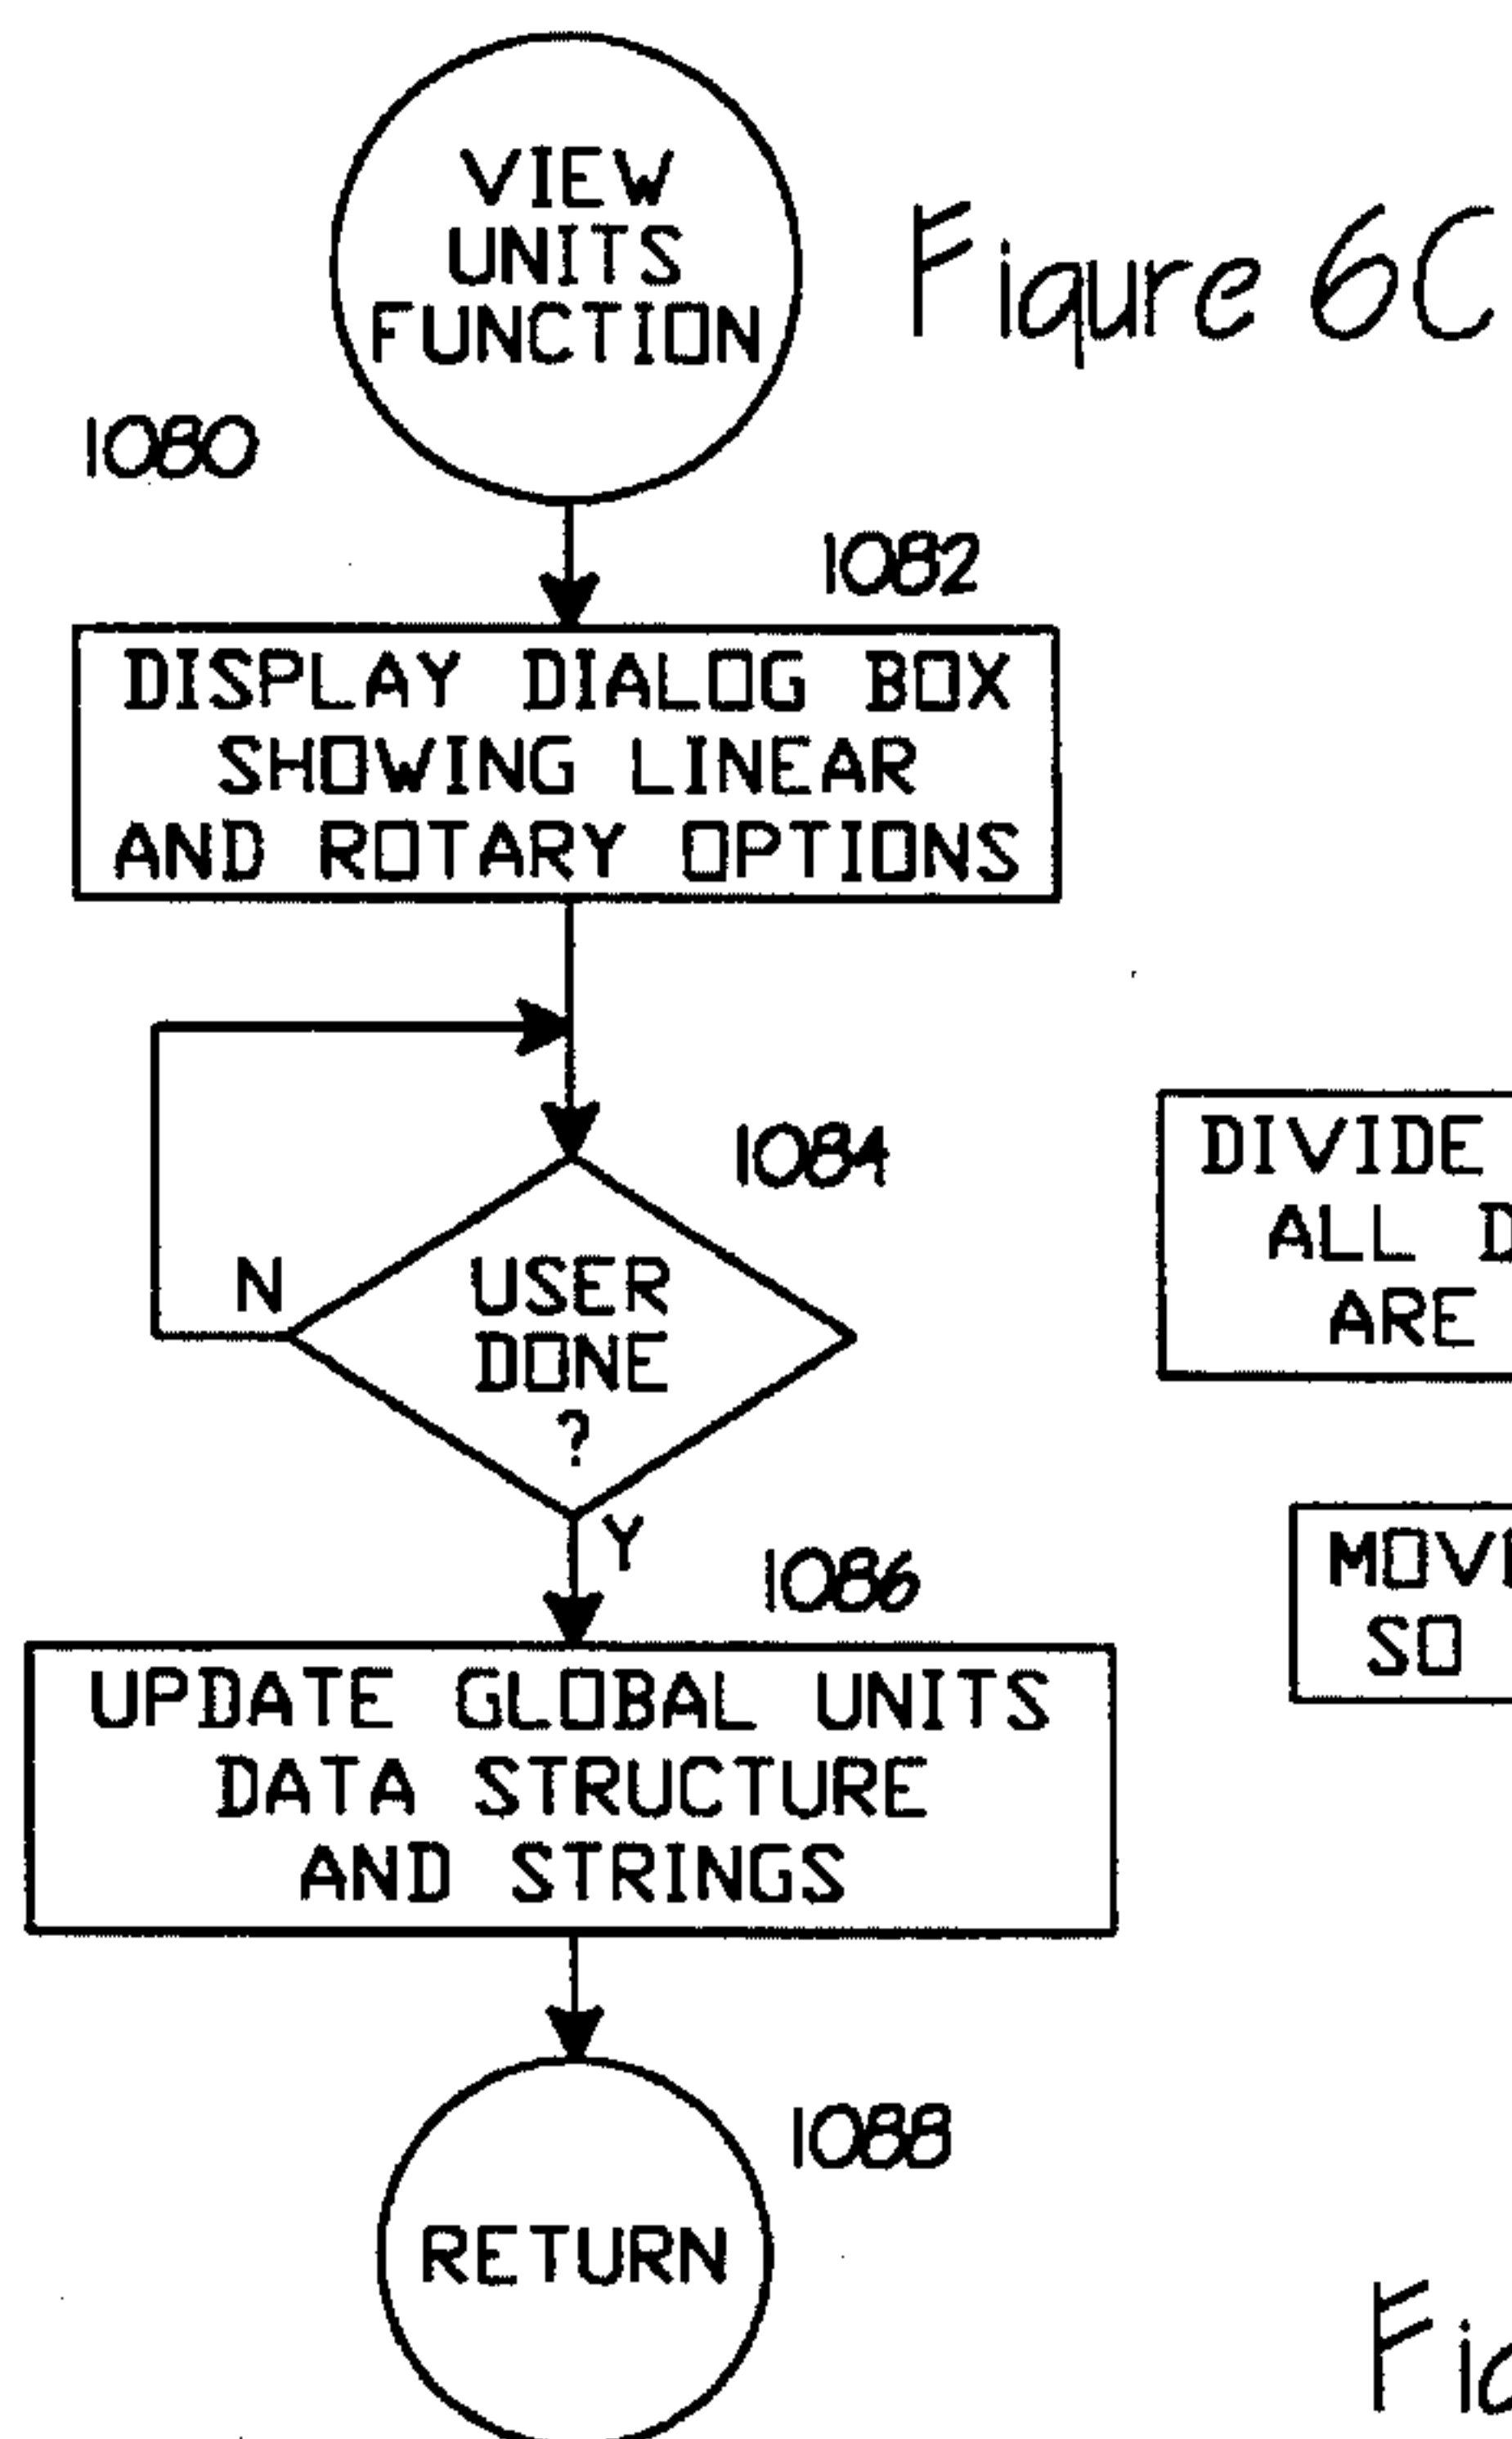 VIEW
UNITS
FUNCTION
Figure 6C
1080
1082
DISPLAY DIALOG BOX
SHOWING LINEAR
AND ROTARY OPTIONS
1084
N
USER
DONE
?
Y
1086
UPDATE GLOBAL UNITS
DATA STRUCTURE
AND STRINGS
1088
RETURN
DIVIDE
ALL
ARE
SO